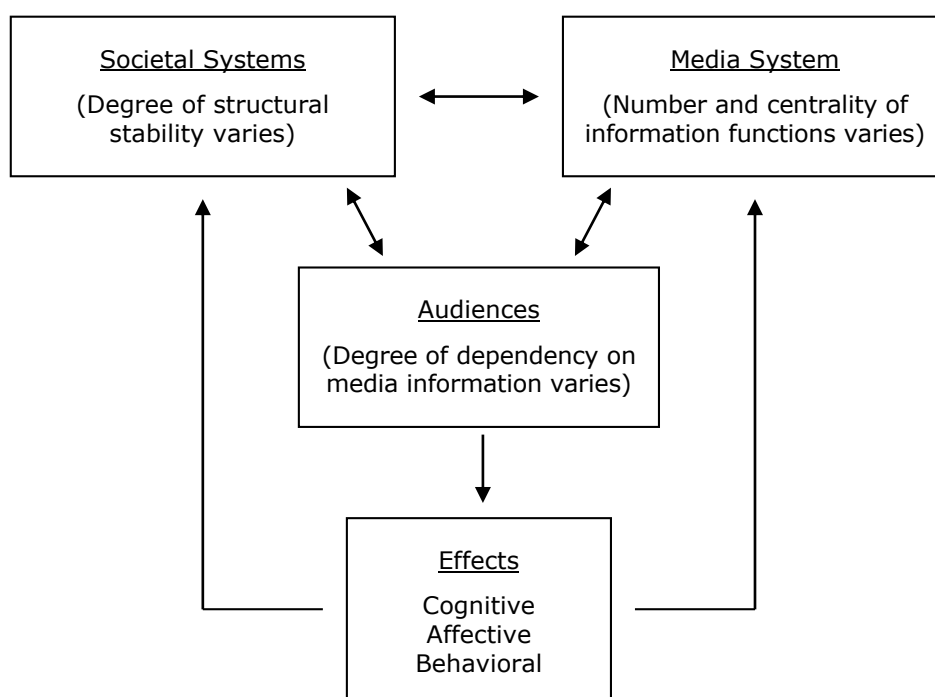 Societal Systems
(Degree of structural
stability varies)
Media System
(Number and centrality of
information functions varies)
Audiences
(Degree of dependency on
media information varies)
Effects
Cognitive
Affective
Behavioral